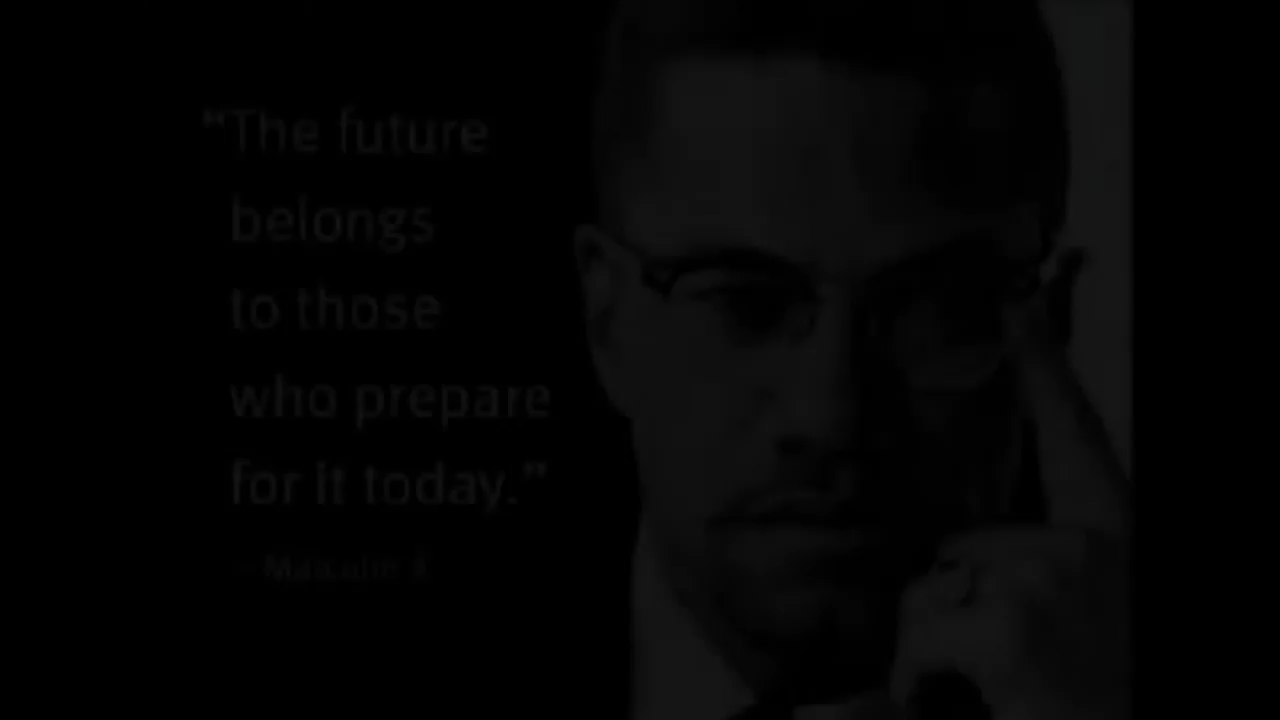 “The future
belongs
to those
who prepare
for it today.”
– Malcolm X